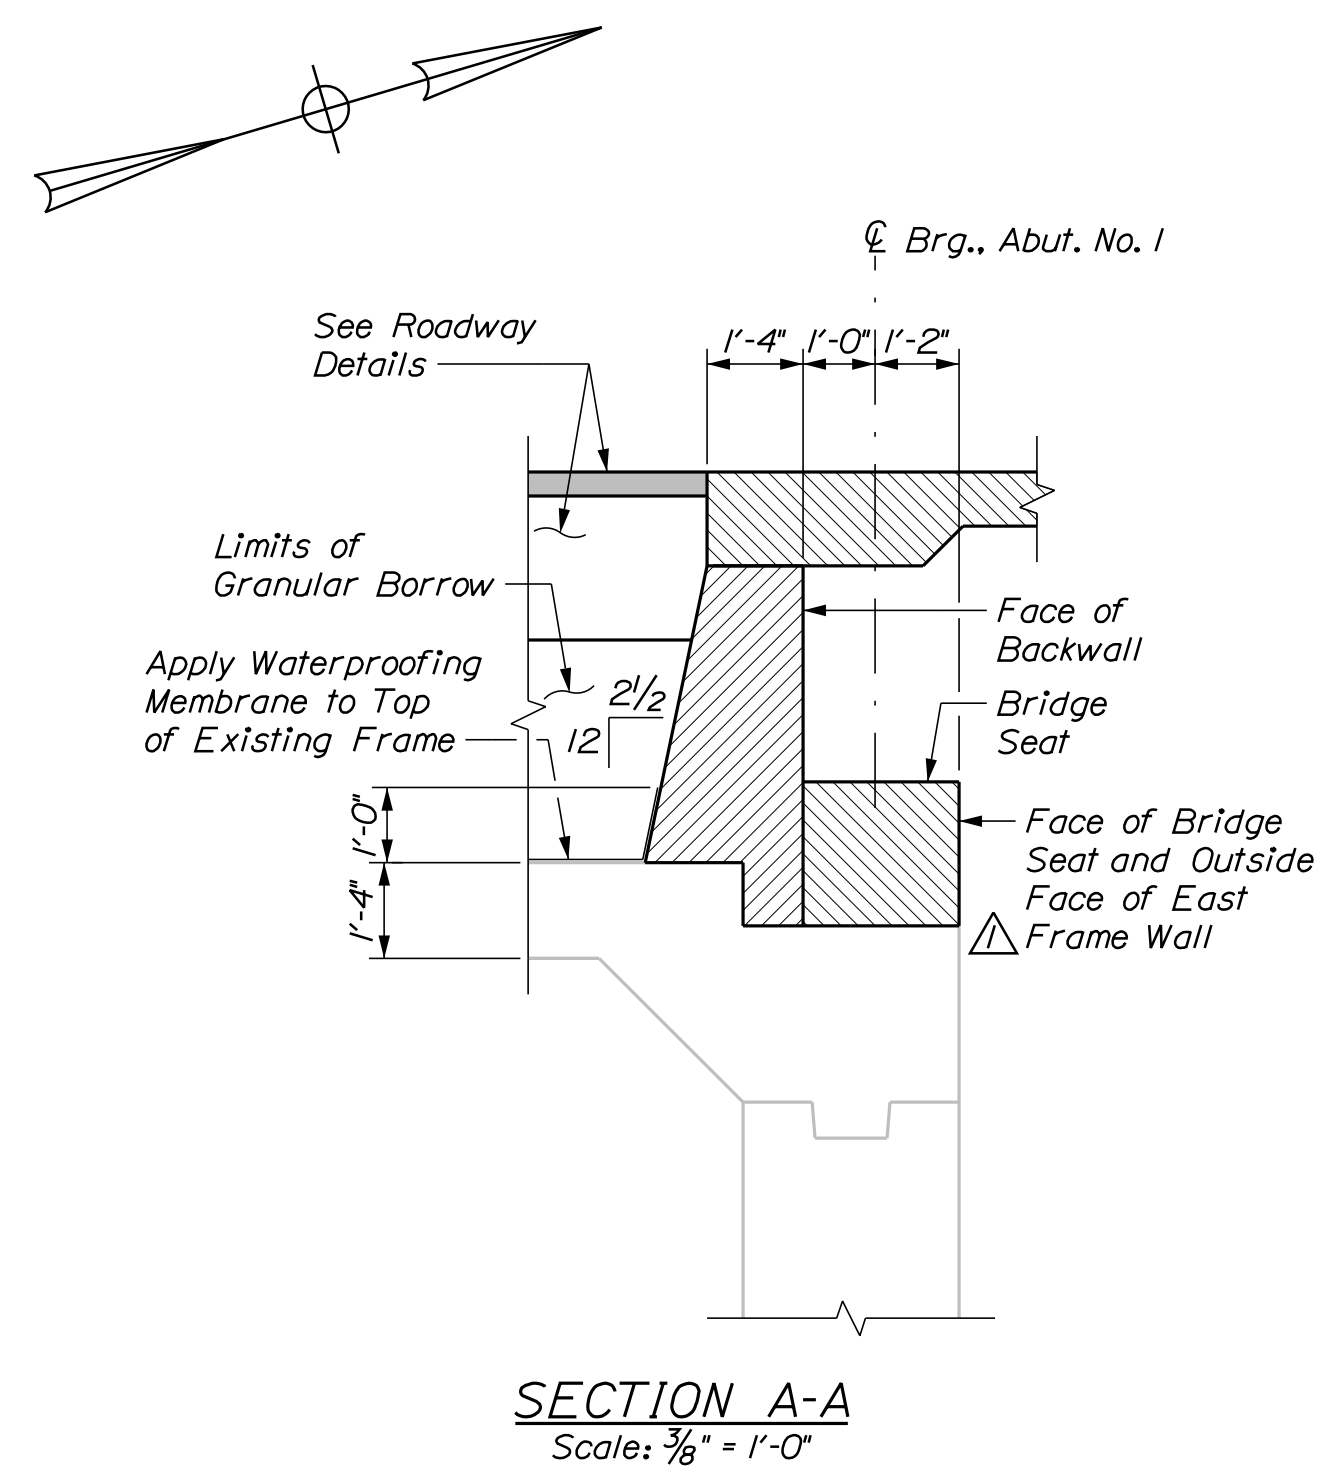 ℄ Brg., Abut. No. 1
See Roadway
Details
1'-4" 1'-0" 1'-2"
Limits of
Granular Borrow
Face of
Backwall
Apply Waterproofing
Membrane to Top
of Existing Frame
2 1/2
12
Bridge
Seat
1'-0"
1'-4"
Face of Bridge
Seat and Outside
Face of East
Frame Wall
1
SECTION A-A
Scale: 3/8" = 1'-0"